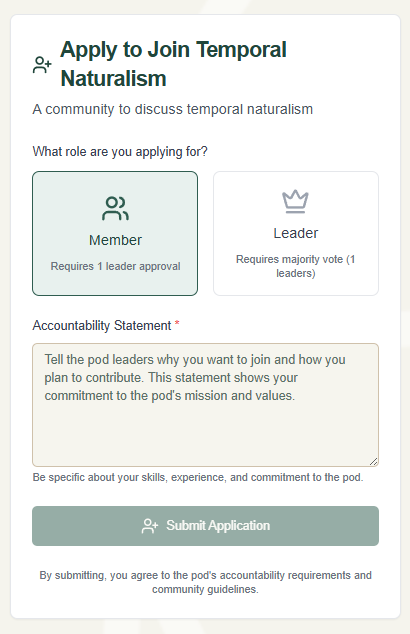 Apply to Join Temporal
Naturalism
A community to discuss temporal naturalism
What role are you applying for?
Member
Requires 1 leader approval
Leader
Requires majority vote (1
leaders)
Accountability Statement *
Tell the pod leaders why you want to join and how you
plan to contribute. This statement shows your
commitment to the pod's mission and values.
Be specific about your skills, experience, and commitment to the pod.
Submit Application
By submitting, you agree to the pod's accountability requirements and
community guidelines.